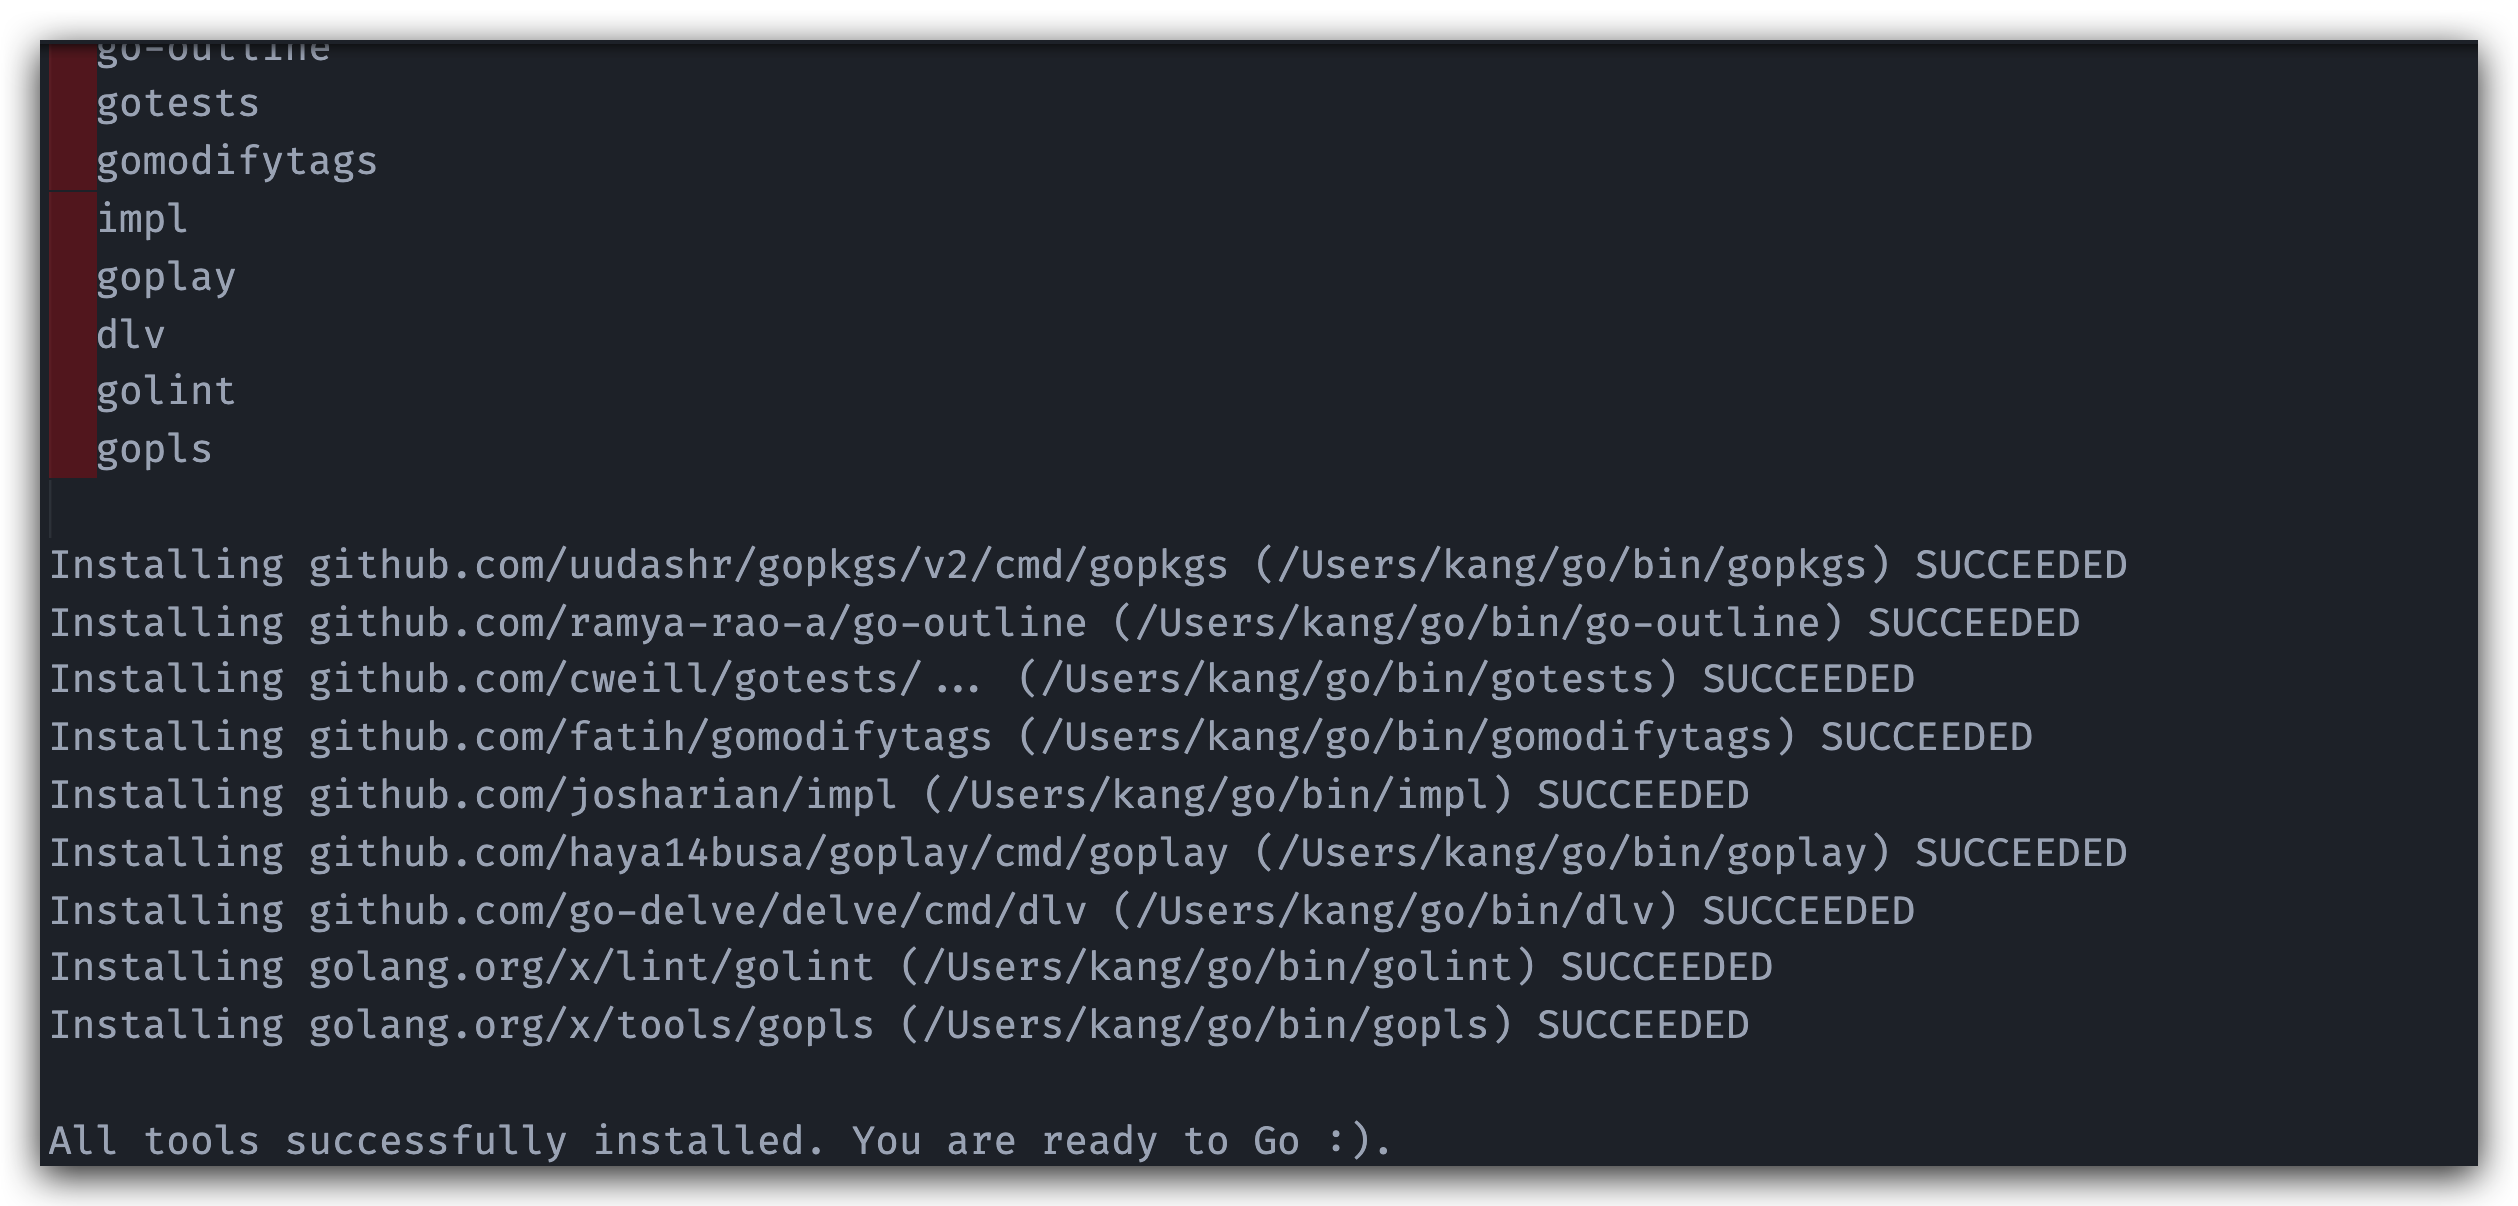 go-outline
gotests
gomodifytags
impl
goplay
dlv
golint
gopls
Installing github.com/uudashr/gopkgs/v2/cmd/gopkgs (/Users/kang/go/bin/gopkgs) SUCCEEDED
Installing github.com/ramya-rao-a/go-outline (/Users/kang/go/bin/go-outline) SUCCEEDED
Installing github.com/cweill/gotests/... (/Users/kang/go/bin/gotests) SUCCEEDED
Installing github.com/fatih/gomodifytags (/Users/kang/go/bin/gomodifytags) SUCCEEDED
Installing github.com/josharian/impl (/Users/kang/go/bin/impl) SUCCEEDED
Installing github.com/haya14busa/goplay/cmd/goplay (/Users/kang/go/bin/goplay) SUCCEEDED
Installing github.com/go-delve/delve/cmd/dlv (/Users/kang/go/bin/dlv) SUCCEEDED
Installing golang.org/x/lint/golint (/Users/kang/go/bin/golint) SUCCEEDED
Installing golang.org/x/tools/gopls (/Users/kang/go/bin/gopls) SUCCEEDED
All tools successfully installed. You are ready to Go :).